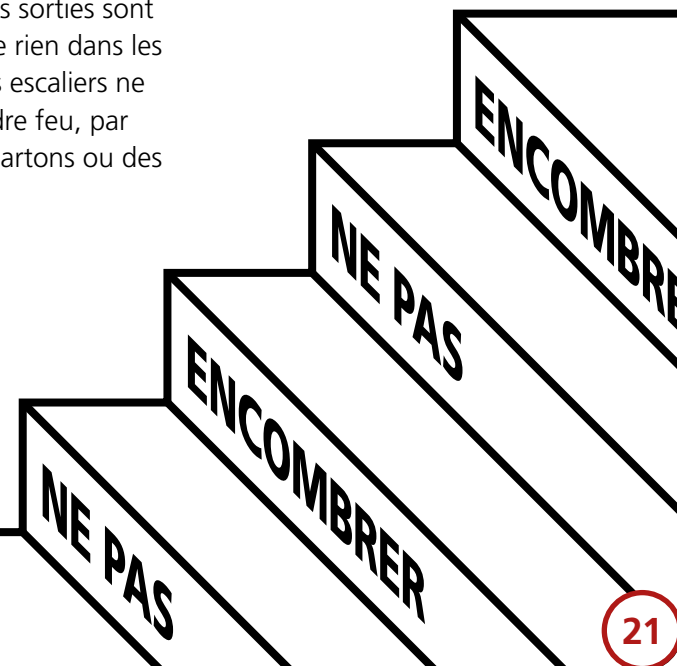 s sorties sont
e rien dans les
s escaliers ne
dre feu, par
artons ou des
ENCOMBRE
NE PAS
ENCOMBRER
NE PAS
21